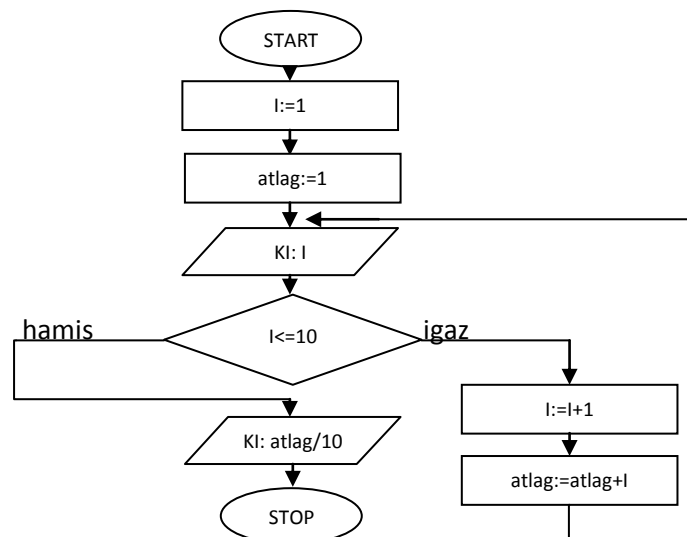 START
I:=1
atlag:=1
KI: I
hamis
I<=10
igaz
I:=I+1
KI: atlag/10
atlag:=atlag+I
STOP